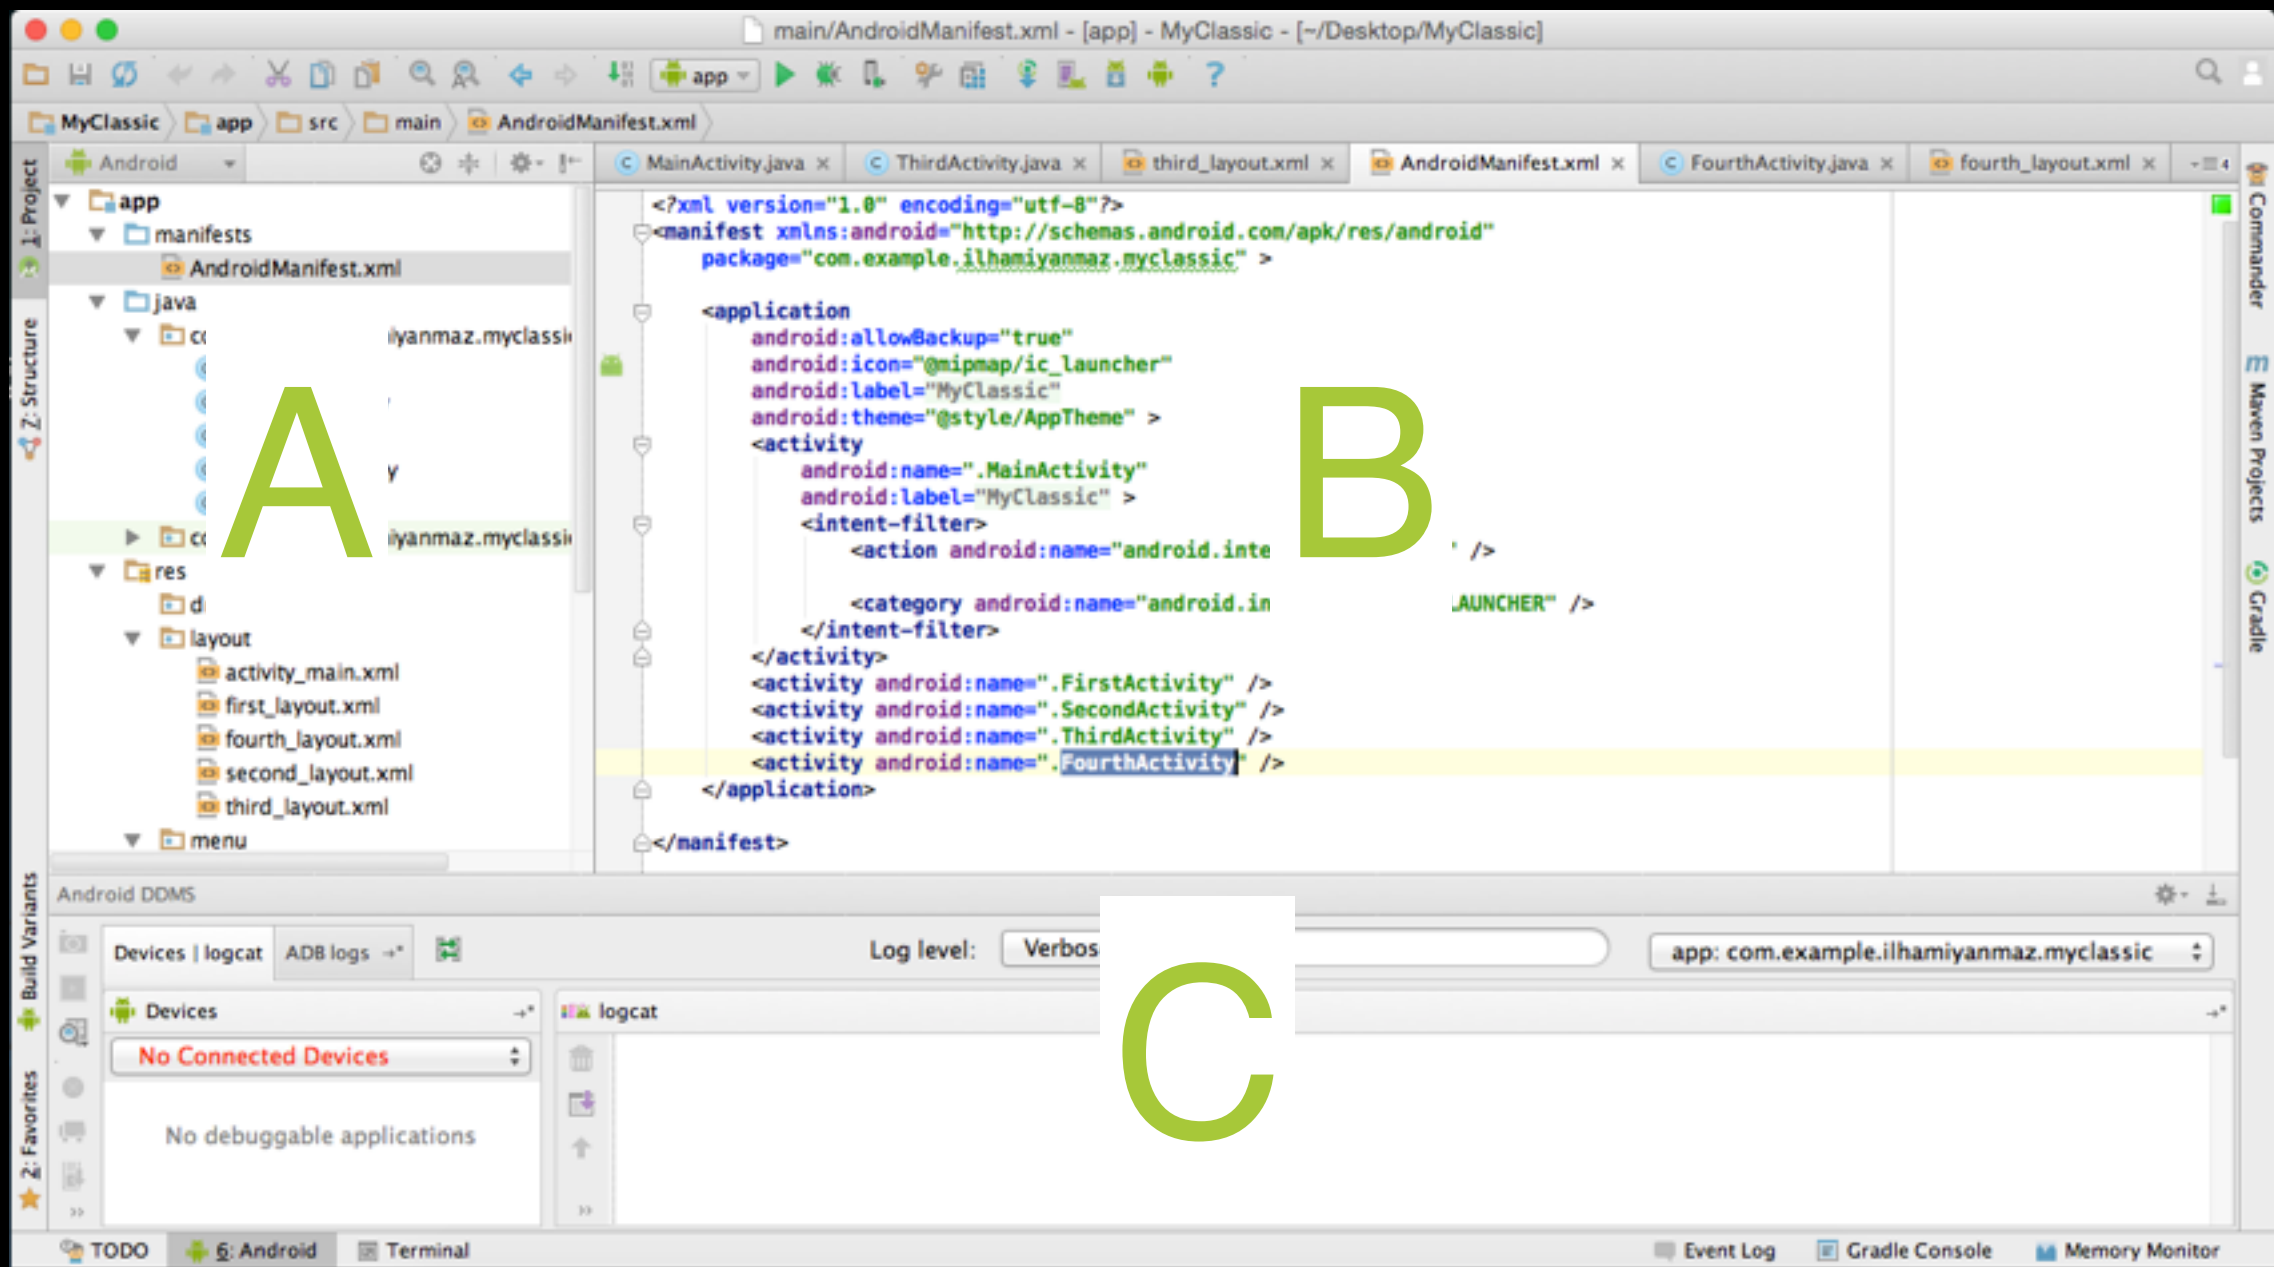 main/AndroidManifest.xml - [app] - MyClassic - [~/Desktop/MyClassic]
app
MyClassic app src main AndroidManifest.xml
Android
MainActivity.java ThirdActivity.java third_layout.xml AndroidManifest.xml FourthActivity.java fourth_layout.xml 4
1: Project
Z: Structure
Build Variants
2: Favorites
app
manifests
AndroidManifest.xml
java
iyanmaz.myclassi
iyanmaz.myclassi
res
layout
activity_main.xml
first_layout.xml
fourth_layout.xml
second_layout.xml
third_layout.xml
menu
A
<?xml version="1.0" encoding="utf-8"?>
<manifest xmlns:android="http://schemas.android.com/apk/res/android"
package="com.example.ilhamiyanmaz.myclassic" >
<application
android:allowBackup="true"
android:icon="@mipmap/ic_launcher"
android:label="MyClassic"
android:theme="@style/AppTheme" >
<activity
android:name=".MainActivity"
android:label="MyClassic" >
<intent-filter>
<action android:name="android.inte " />
<category android:name="android.in LAUNCHER" />
</intent-filter>
</activity>
<activity android:name=".FirstActivity" />
<activity android:name=".SecondActivity" />
<activity android:name=".ThirdActivity" />
<activity android:name=".FourthActivity" />
</application>
</manifest>
B
Commander
m Maven Projects
Gradle
Android DDMS
Devices | logcat ADB logs
Log level: Verbos
app: com.example.ilhamiyanmaz.myclassic
Devices
logcat
No Connected Devices
No debuggable applications
C
TODO 6: Android Terminal
Event Log Gradle Console Memory Monitor